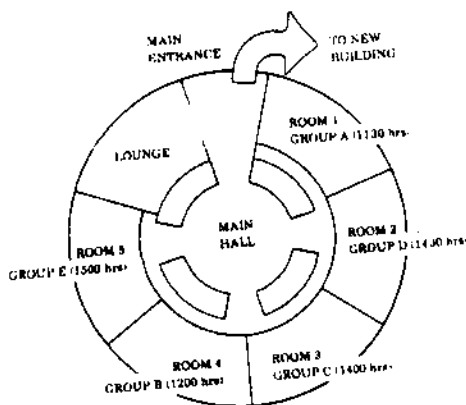 MAIN
ENTRANCE
TO NEW
BUILDING
ROOM 1
GROUP A (1130 hrs)
LOUNGE
MAIN
HALL
ROOM 2
GROUP D (1430 hrs)
ROOM 5
GROUP E (1500 hrs)
ROOM 4
GROUP B (1200 hrs)
ROOM 3
GROUP C (1400 hrs)